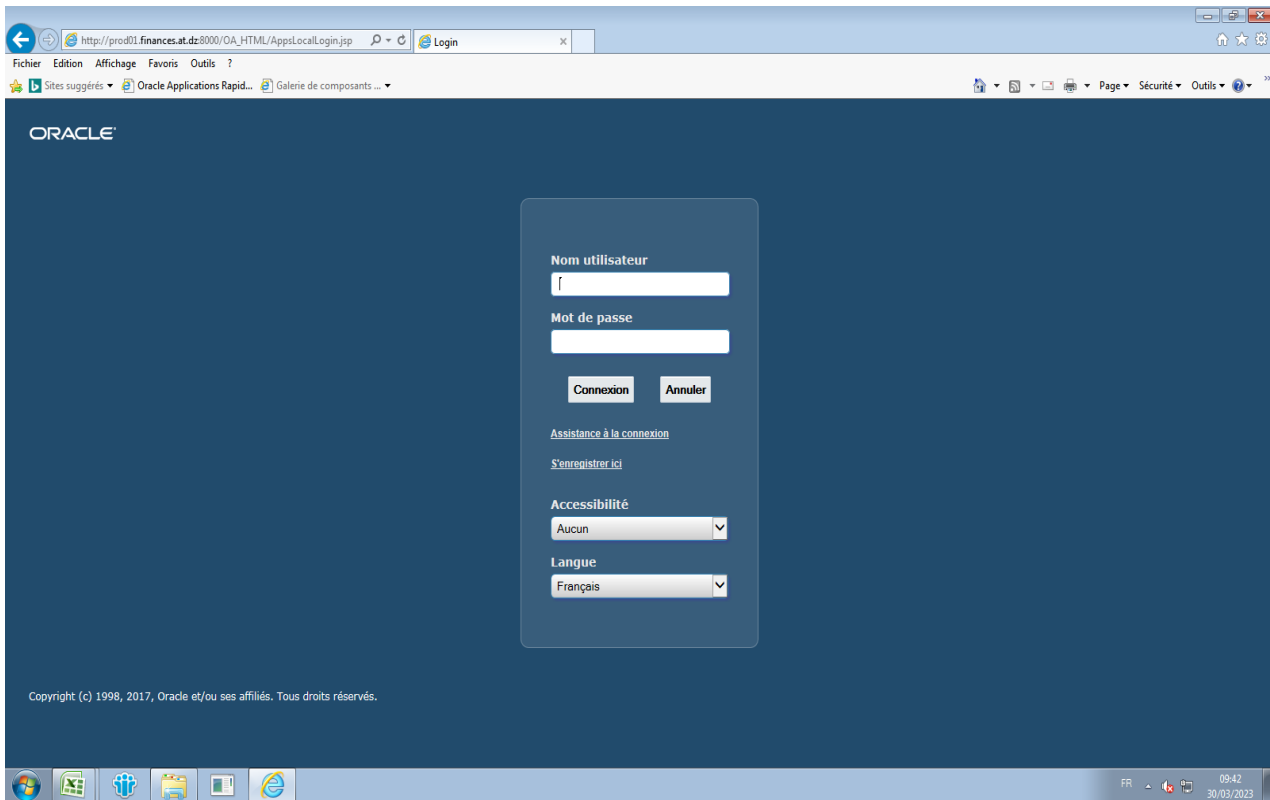 http://prod01.finances.at.dz:8000/OA_HTML/AppsLocalLogin.jsp
Login
Fichier Edition Affichage Favoris Outils ?
Sites suggérés Oracle Applications Rapid... Galerie de composants ... Page Sécurité Outils
ORACLE
Nom utilisateur
Mot de passe
Connexion Annuler
Assistance à la connexion
S'enregistrer ici
Accessibilité
Aucun
Langue
Français
Copyright (c) 1998, 2017, Oracle et/ou ses affiliés. Tous droits réservés.
FR 09:42
30/03/2023